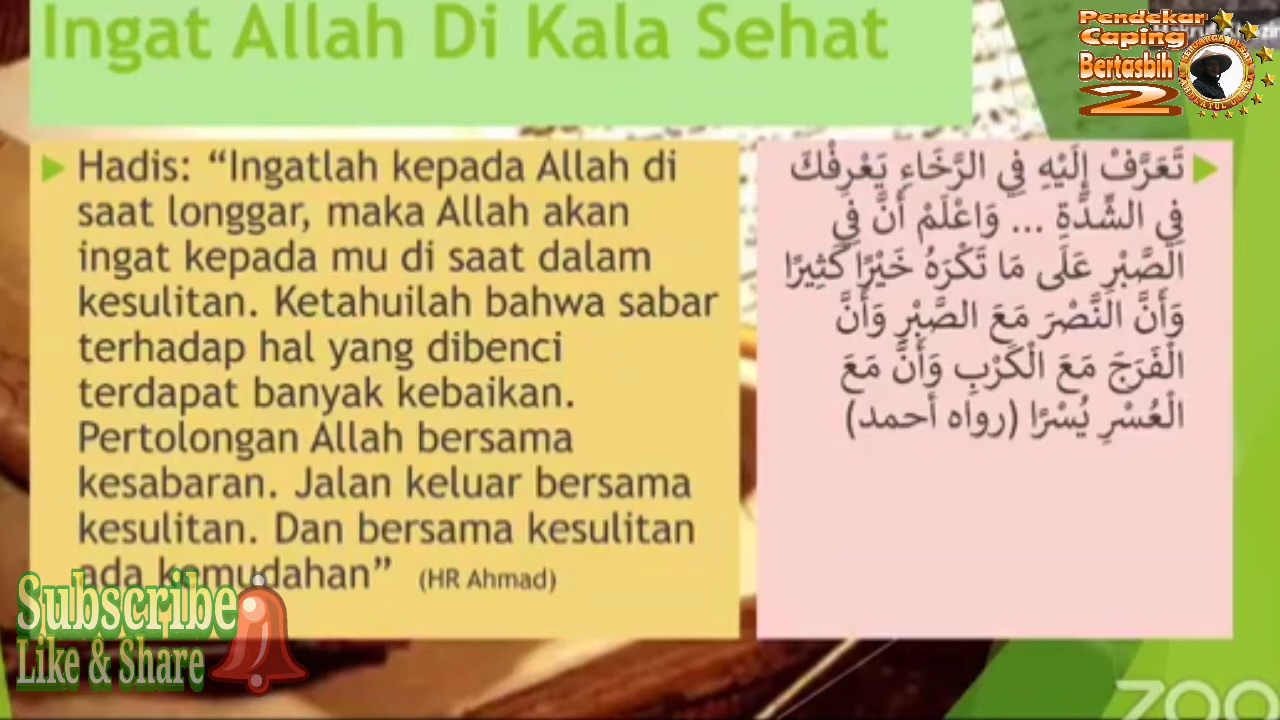 Ingat Allah Di Kala Sehat
Pendekar
Caping
Bertasbih
2
Hadis: “Ingatlah kepada Allah di
saat longgar, maka Allah akan
ingat kepada mu di saat dalam
kesulitan. Ketahuilah bahwa sabar
terhadap hal yang dibenci
terdapat banyak kebaikan.
Pertolongan Allah bersama
kesabaran. Jalan keluar bersama
kesulitan. Dan bersama kesulitan
ada kemudahan” (HR Ahmad)
تَعَرَّفْ إِلَيْهِ فِي الرَّخَاءِ يَعْرِفْكَ
فِي الشِّدَّةِ ... وَاعْلَمْ أَنَّ فِي
الصَّبْرِ عَلَى مَا تَكْرَهُ خَيْرًا كَثِيرًا
وَأَنَّ النَّصْرَ مَعَ الصَّبْرِ وَأَنَّ
الْفَرَجَ مَعَ الْكَرْبِ وَأَنَّ مَعَ
الْعُسْرِ يُسْرًا (رواه أحمد)
Subscribe
Like & Share